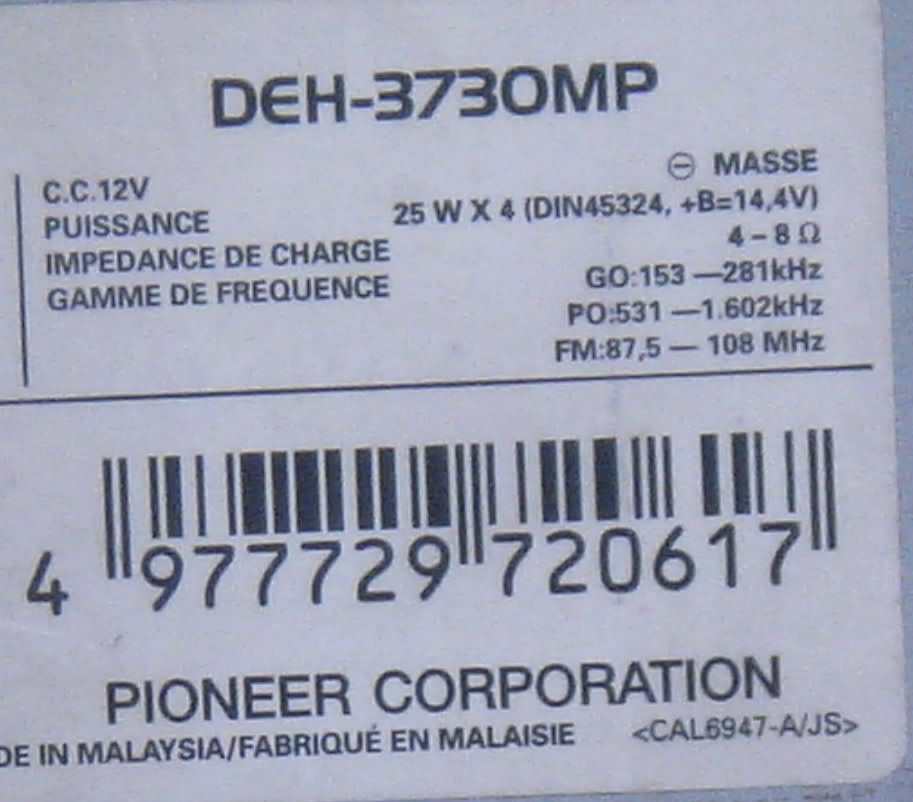 DEH-3730MP
C.C.12V ⊖ MASSE
PUISSANCE 25 W X 4 (DIN45324, +B=14,4V)
IMPEDANCE DE CHARGE 4 – 8 Ω
GAMME DE FREQUENCE GO:153 —281kHz
PO:531 —1.602kHz
FM:87,5 — 108 MHz
4 977729 720617
PIONEER CORPORATION
DE IN MALAYSIA/FABRIQUÉ EN MALAISIE <CAL6947-A/JS>